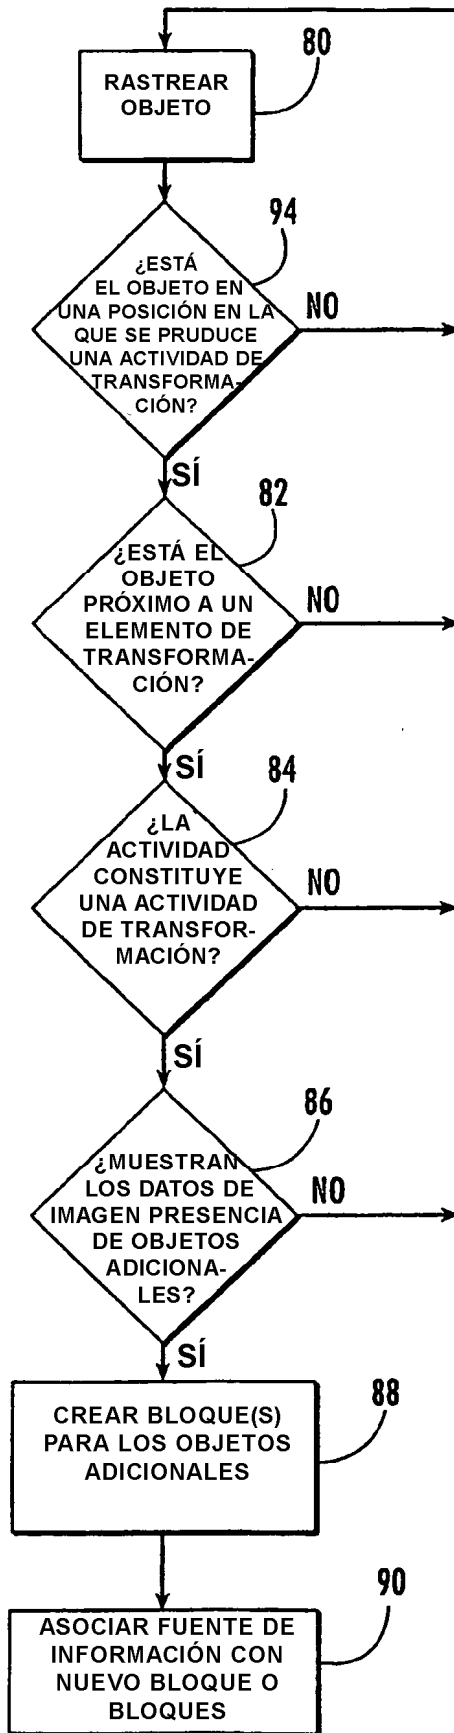 80
RASTREAR
OBJETO
94
¿ESTÁ
EL OBJETO EN
UNA POSICIÓN EN LA
QUE SE PRUDUCE
UNA ACTIVIDAD DE
TRANSFORMA-
CIÓN?
NO
SÍ
82
¿ESTÁ EL
OBJETO
PRÓXIMO A UN
ELEMENTO DE
TRANSFORMA-
CIÓN?
NO
SÍ
84
¿LA
ACTIVIDAD
CONSTITUYE
UNA ACTIVIDAD
DE TRANSFOR-
MACIÓN?
NO
SÍ
86
¿MUESTRAN
LOS DATOS DE
IMAGEN PRESENCIA
DE OBJETOS
ADICIONA-
LES?
NO
SÍ
88
CREAR BLOQUE(S)
PARA LOS OBJETOS
ADICIONALES
90
ASOCIAR FUENTE DE
INFORMACIÓN CON
NUEVO BLOQUE O
BLOQUES